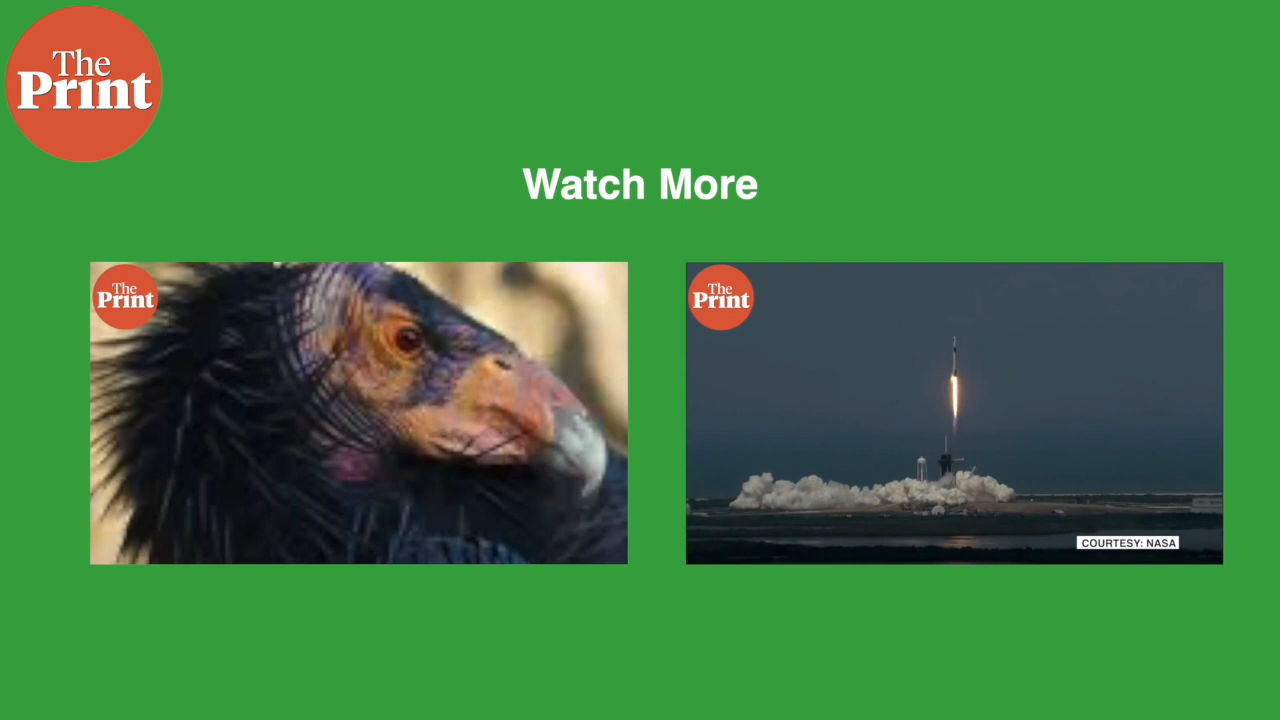 The
Print
Watch More
The
Print
The
Print
COURTESY: NASA